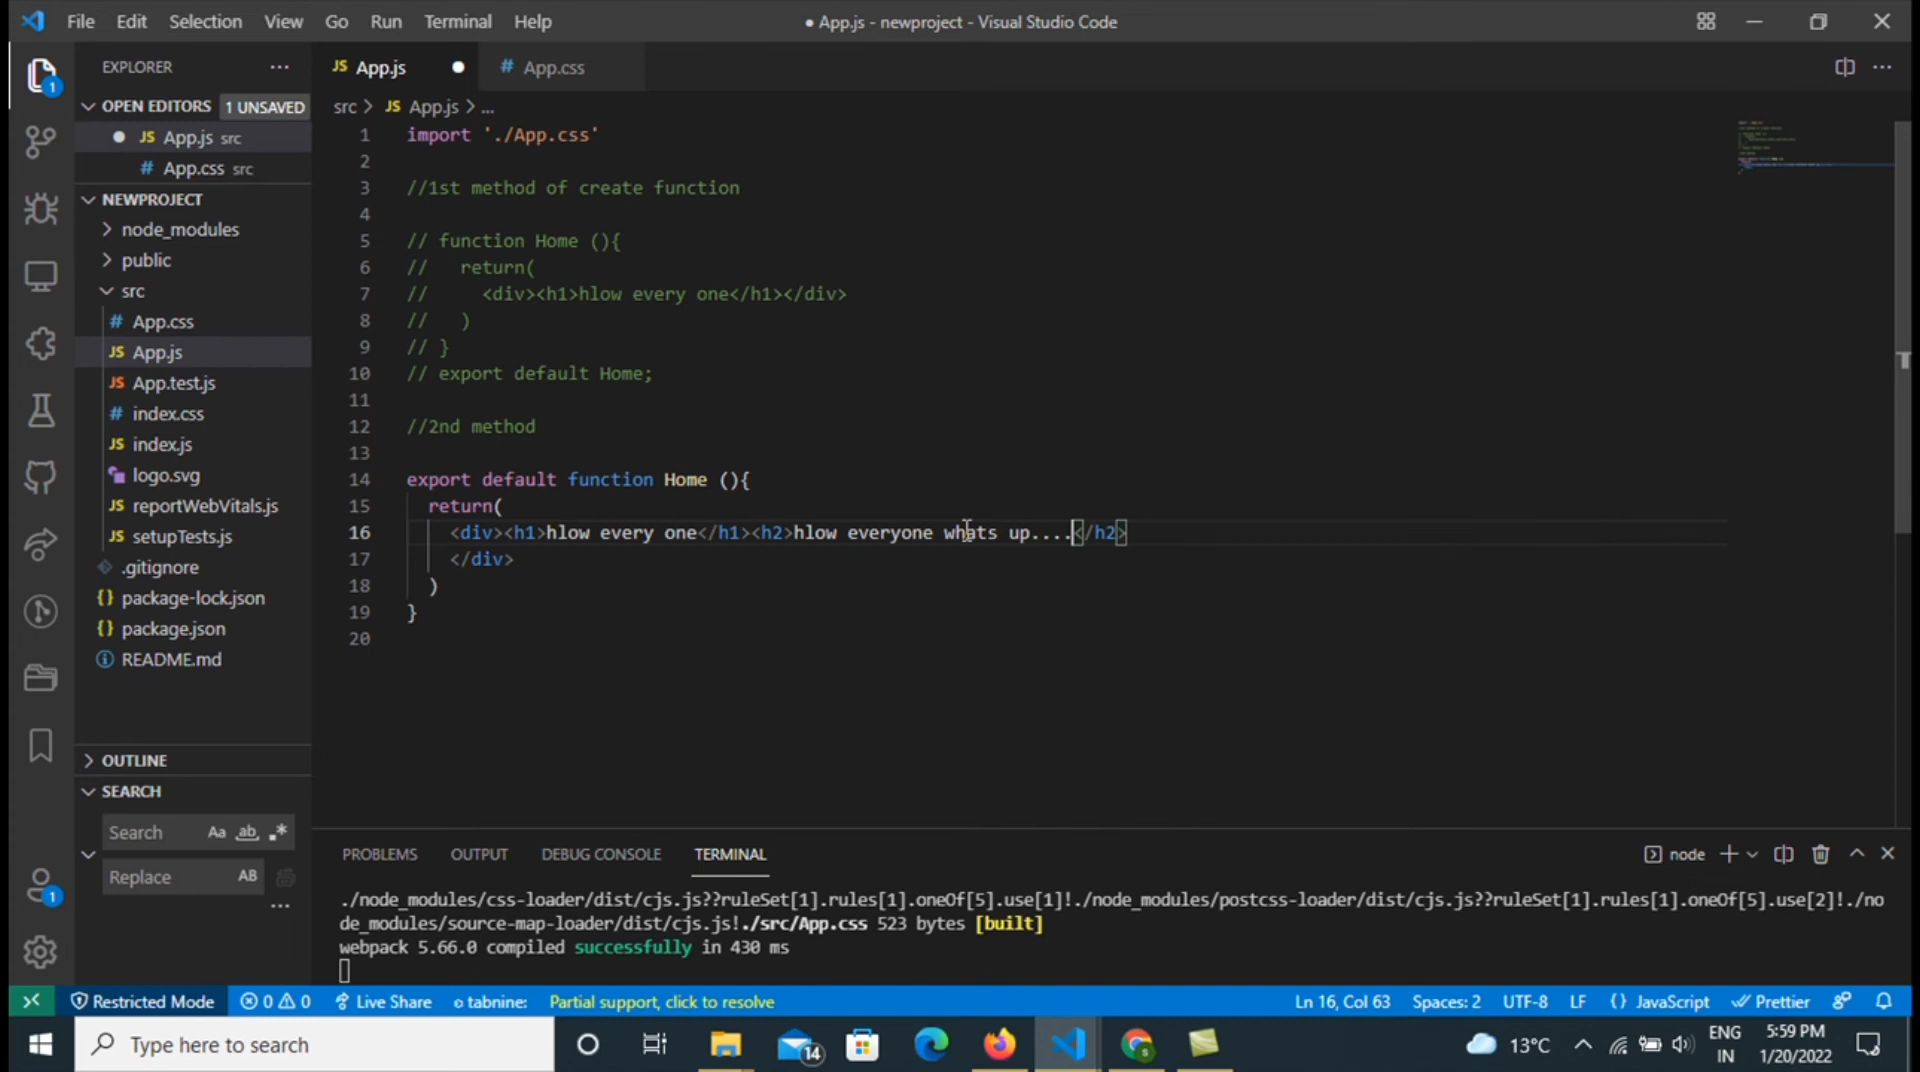 File Edit Selection View Go Run Terminal Help
● App.js - newproject - Visual Studio Code
EXPLORER ...
OPEN EDITORS 1 UNSAVED
JS App.js src
# App.css src
NEWPROJECT
node_modules
public
src
# App.css
JS App.js
JS App.test.js
# index.css
JS index.js
logo.svg
JS reportWebVitals.js
JS setupTests.js
.gitignore
{} package-lock.json
{} package.json
README.md
OUTLINE
SEARCH
Search Aa ab .*
Replace AB
...
1
1
JS App.js ●
# App.css
src > JS App.js > ...
1 import './App.css'
2
3 //1st method of create function
4
5 // function Home (){
6 //   return(
7 //     <div><h1>hlow every one</h1></div>
8 //   )
9 // }
10 // export default Home;
11
12 //2nd method
13
14 export default function Home (){
15   return(
16     <div><h1>hlow every one</h1><h2>hlow everyone whats up....</h2>
17     </div>
18   )
19 }
20
PROBLEMS OUTPUT DEBUG CONSOLE TERMINAL
node
./node_modules/css-loader/dist/cjs.js??ruleSet[1].rules[1].oneOf[5].use[1]!./node_modules/postcss-loader/dist/cjs.js??ruleSet[1].rules[1].oneOf[5].use[2]!./no
de_modules/source-map-loader/dist/cjs.js!./src/App.css 523 bytes [built]
webpack 5.66.0 compiled successfully in 430 ms
Restricted Mode 0 0 Live Share tabnine: Partial support, click to resolve
Ln 16, Col 63 Spaces: 2 UTF-8 LF {} JavaScript Prettier
Type here to search
14
13°C
ENG
IN
5:59 PM
1/20/2022